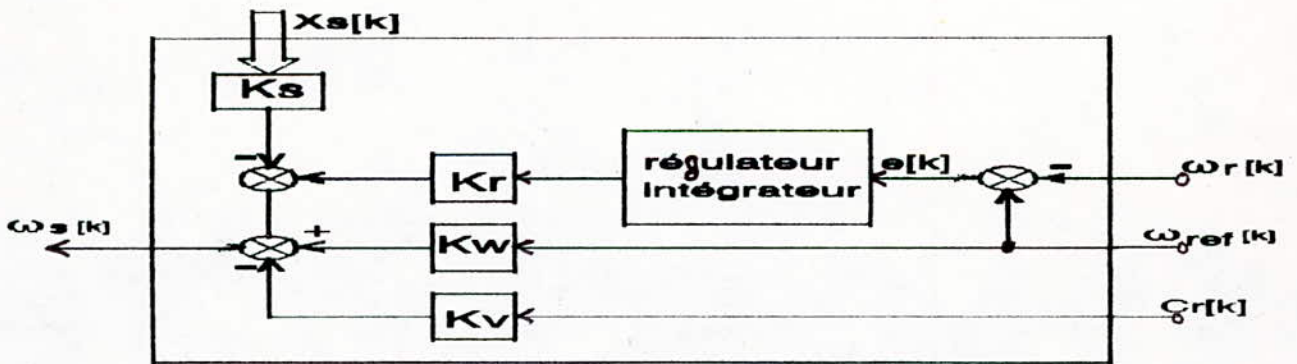 Xs[k]
Ks
-
régulateur
intégrateur
e[k]
-
ωr[k]
Kr
ωs[k]
+
Kw
ωref[k]
-
Kv
Cr[k]